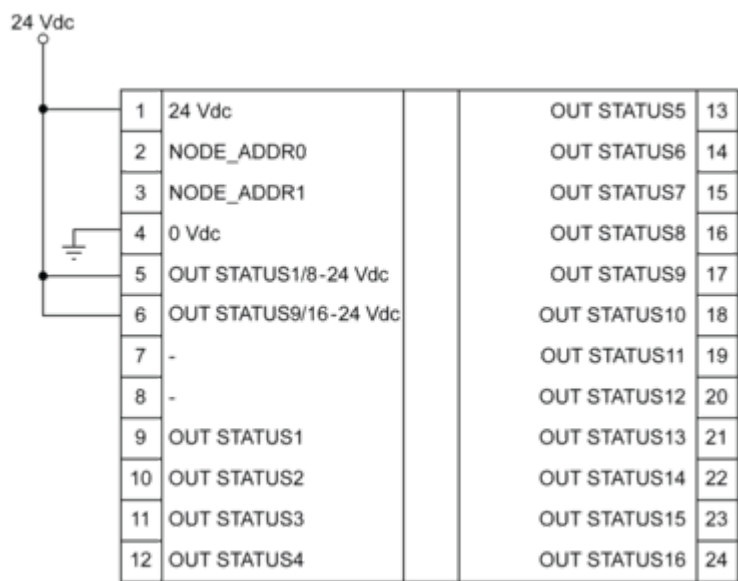 24 Vdc
1 24 Vdc OUT STATUS5 13
2 NODE_ADDR0 OUT STATUS6 14
3 NODE_ADDR1 OUT STATUS7 15
4 0 Vdc OUT STATUS8 16
5 OUT STATUS1/8-24 Vdc OUT STATUS9 17
6 OUT STATUS9/16-24 Vdc OUT STATUS10 18
7 - OUT STATUS11 19
8 - OUT STATUS12 20
9 OUT STATUS1 OUT STATUS13 21
10 OUT STATUS2 OUT STATUS14 22
11 OUT STATUS3 OUT STATUS15 23
12 OUT STATUS4 OUT STATUS16 24